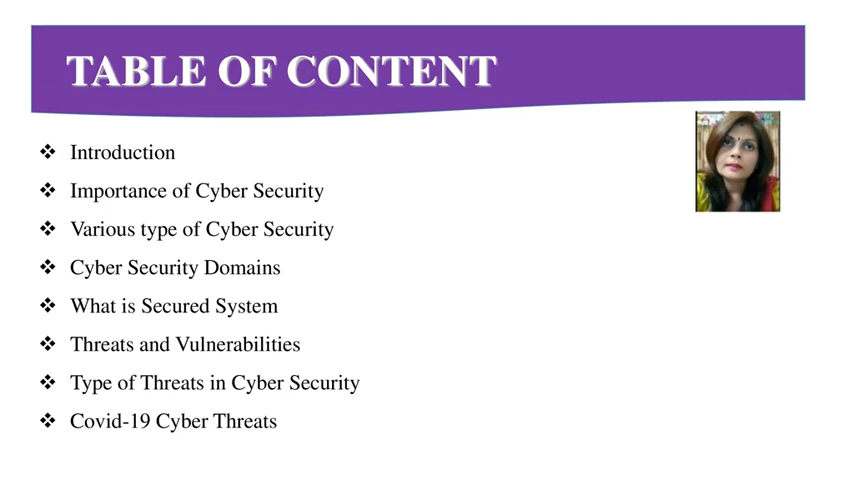 TABLE OF CONTENT
❖ Introduction
❖ Importance of Cyber Security
❖ Various type of Cyber Security
❖ Cyber Security Domains
❖ What is Secured System
❖ Threats and Vulnerabilities
❖ Type of Threats in Cyber Security
❖ Covid-19 Cyber Threats